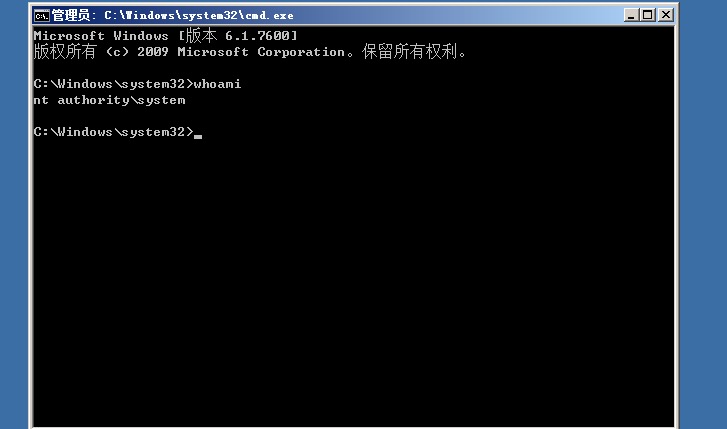 管理员: C:\Windows\system32\cmd.exe
Microsoft Windows [版本 6.1.7600]
版权所有 (c) 2009 Microsoft Corporation。保留所有权利。
C:\Windows\system32>whoami
nt authority\system
C:\Windows\system32>_